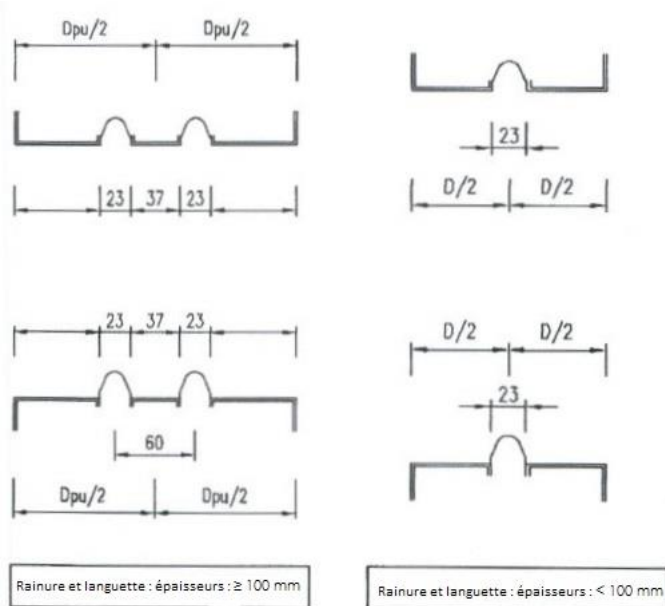 Dpu/2 Dpu/2
23 37 23
23 37 23
60
Dpu/2 Dpu/2
Rainure et languette : épaisseurs : ≥ 100 mm
23
D/2 D/2
D/2 D/2
23
Rainure et languette : épaisseurs : < 100 mm